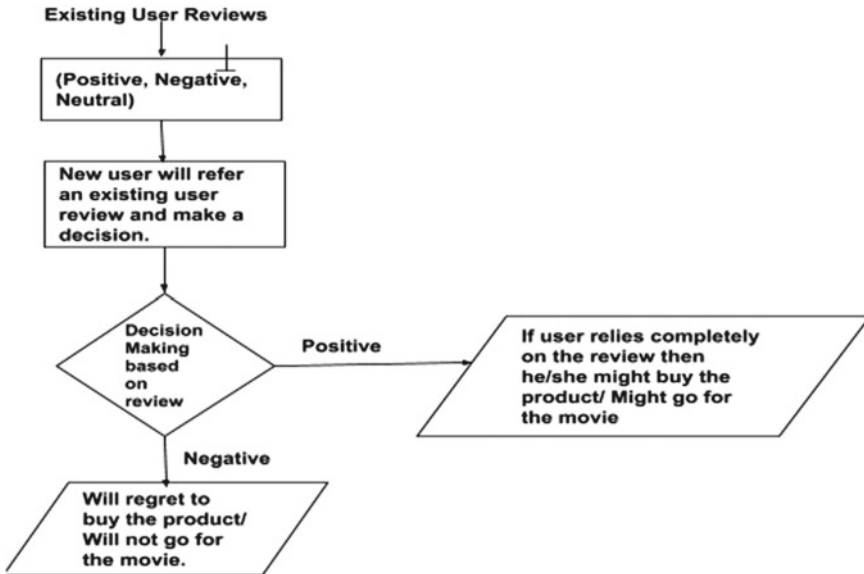 Existing User Reviews
(Positive, Negative,
Neutral)
New user will refer
an existing user
review and make a
decision.
Decision
Making
based
on
review
Positive
If user relies completely
on the review then
he/she might buy the
product/ Might go for
the movie
Negative
Will regret to
buy the product/
Will not go for
the movie.